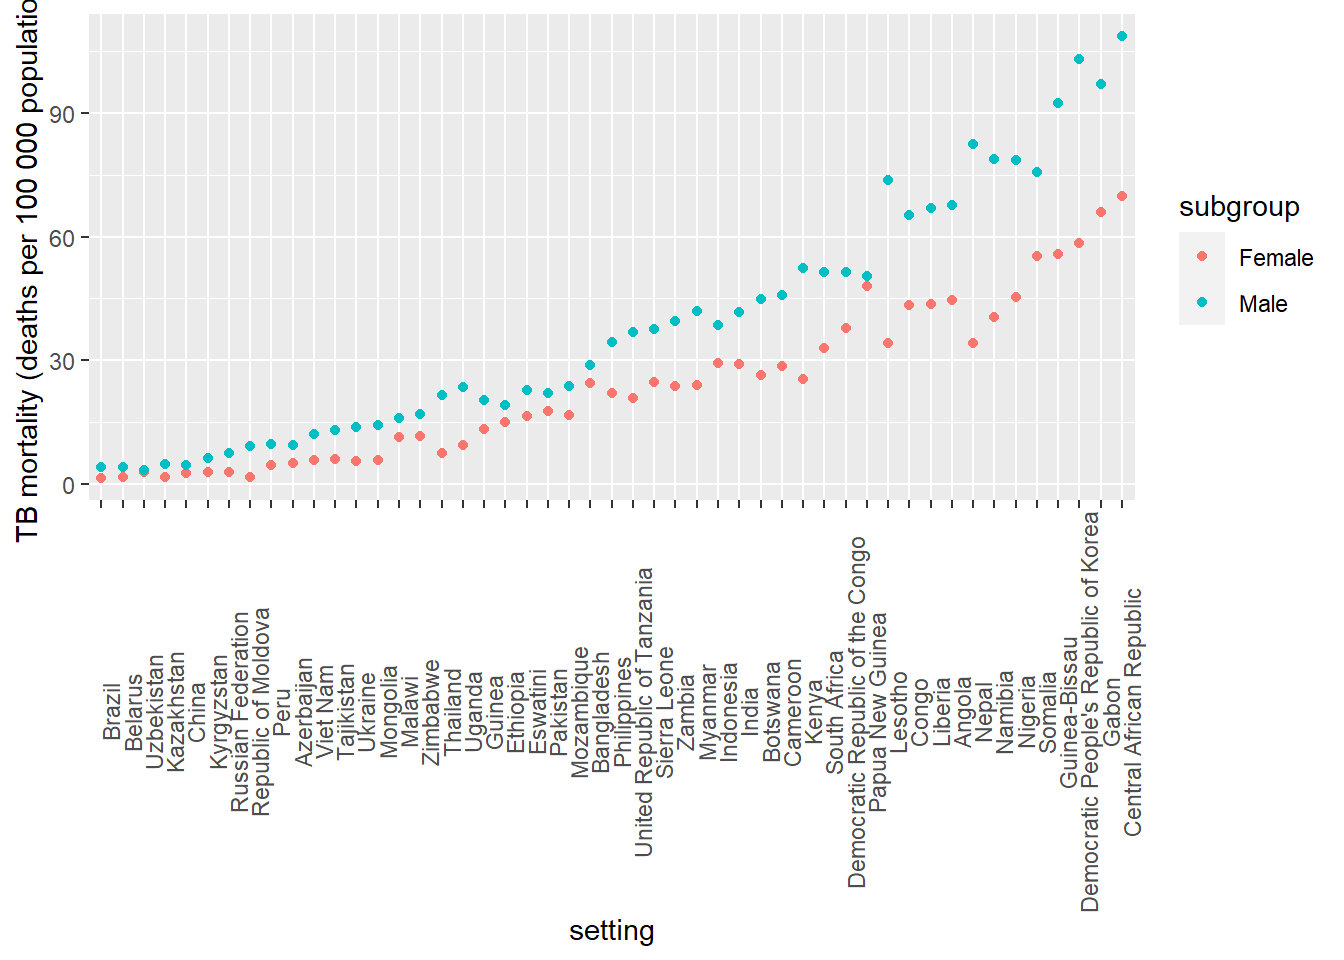 TB mortality (deaths per 100 000 populatio
90
60
30
0
Brazil
Belarus
Uzbekistan
Kazakhstan
China
Kyrgyzstan
Russian Federation
Republic of Moldova
Peru
Azerbaijan
Viet Nam
Tajikistan
Ukraine
Mongolia
Malawi
Zimbabwe
Thailand
Uganda
Guinea
Ethiopia
Eswatini
Pakistan
Mozambique
Bangladesh
Philippines
United Republic of Tanzania
Sierra Leone
Zambia
Myanmar
Indonesia
India
Botswana
Cameroon
Kenya
South Africa
Democratic Republic of the Congo
Papua New Guinea
Lesotho
Congo
Liberia
Angola
Nepal
Namibia
Nigeria
Somalia
Guinea-Bissau
Democratic People's Republic of Korea
Gabon
Central African Republic
setting
subgroup
Female
Male